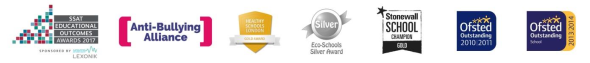 SSAT
EDUCATIONAL
OUTCOMES
AWARDS 2017
SPONSORED BY
LEXONIK
Anti-Bullying
Alliance
HEALTHY
SCHOOLS
LONDON
Silver
Eco-Schools
Silver Award
Stonewall
SCHOOL
CHAMPION
GOLD
Ofsted
Outstanding
2010-2011
Ofsted
Outstanding
School
2013 2014